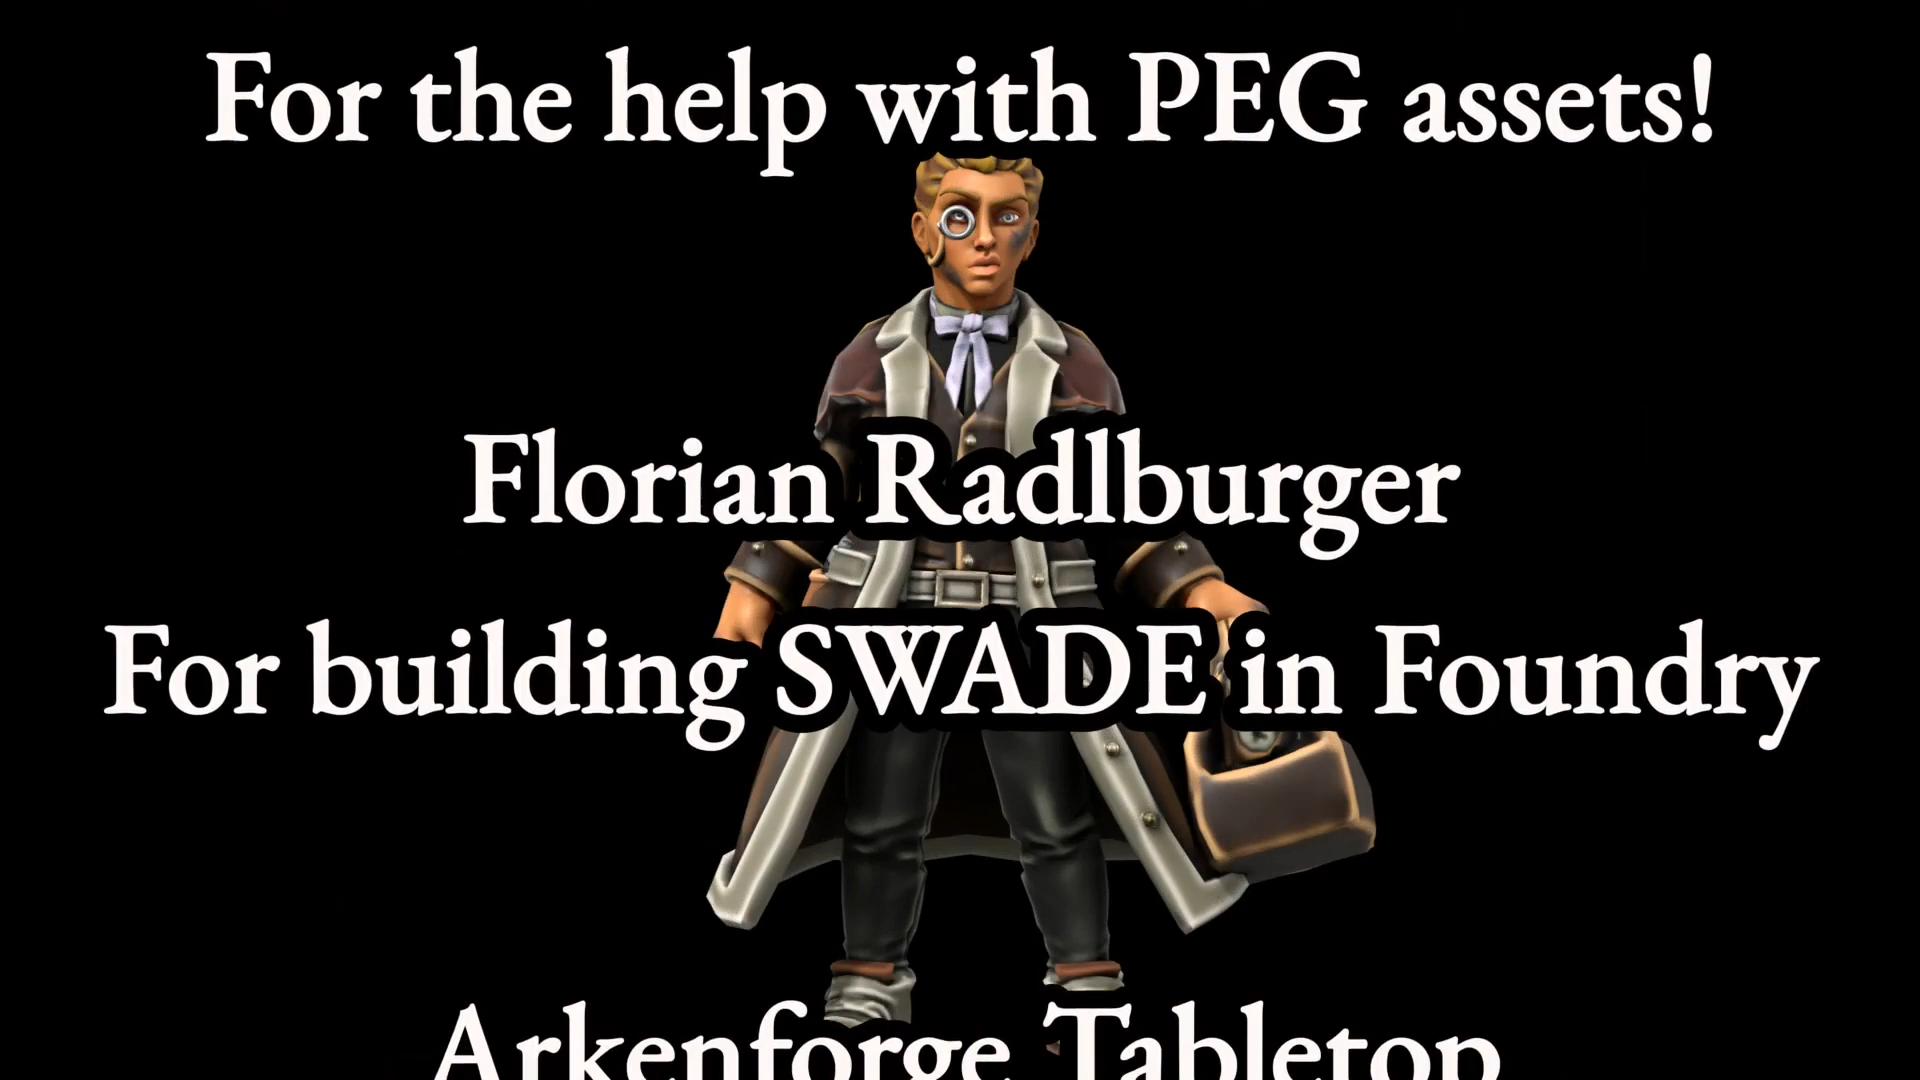 For the help with PEG assets!
Florian Radlburger
For building SWADE in Foundry
Arkenforge Tabletop